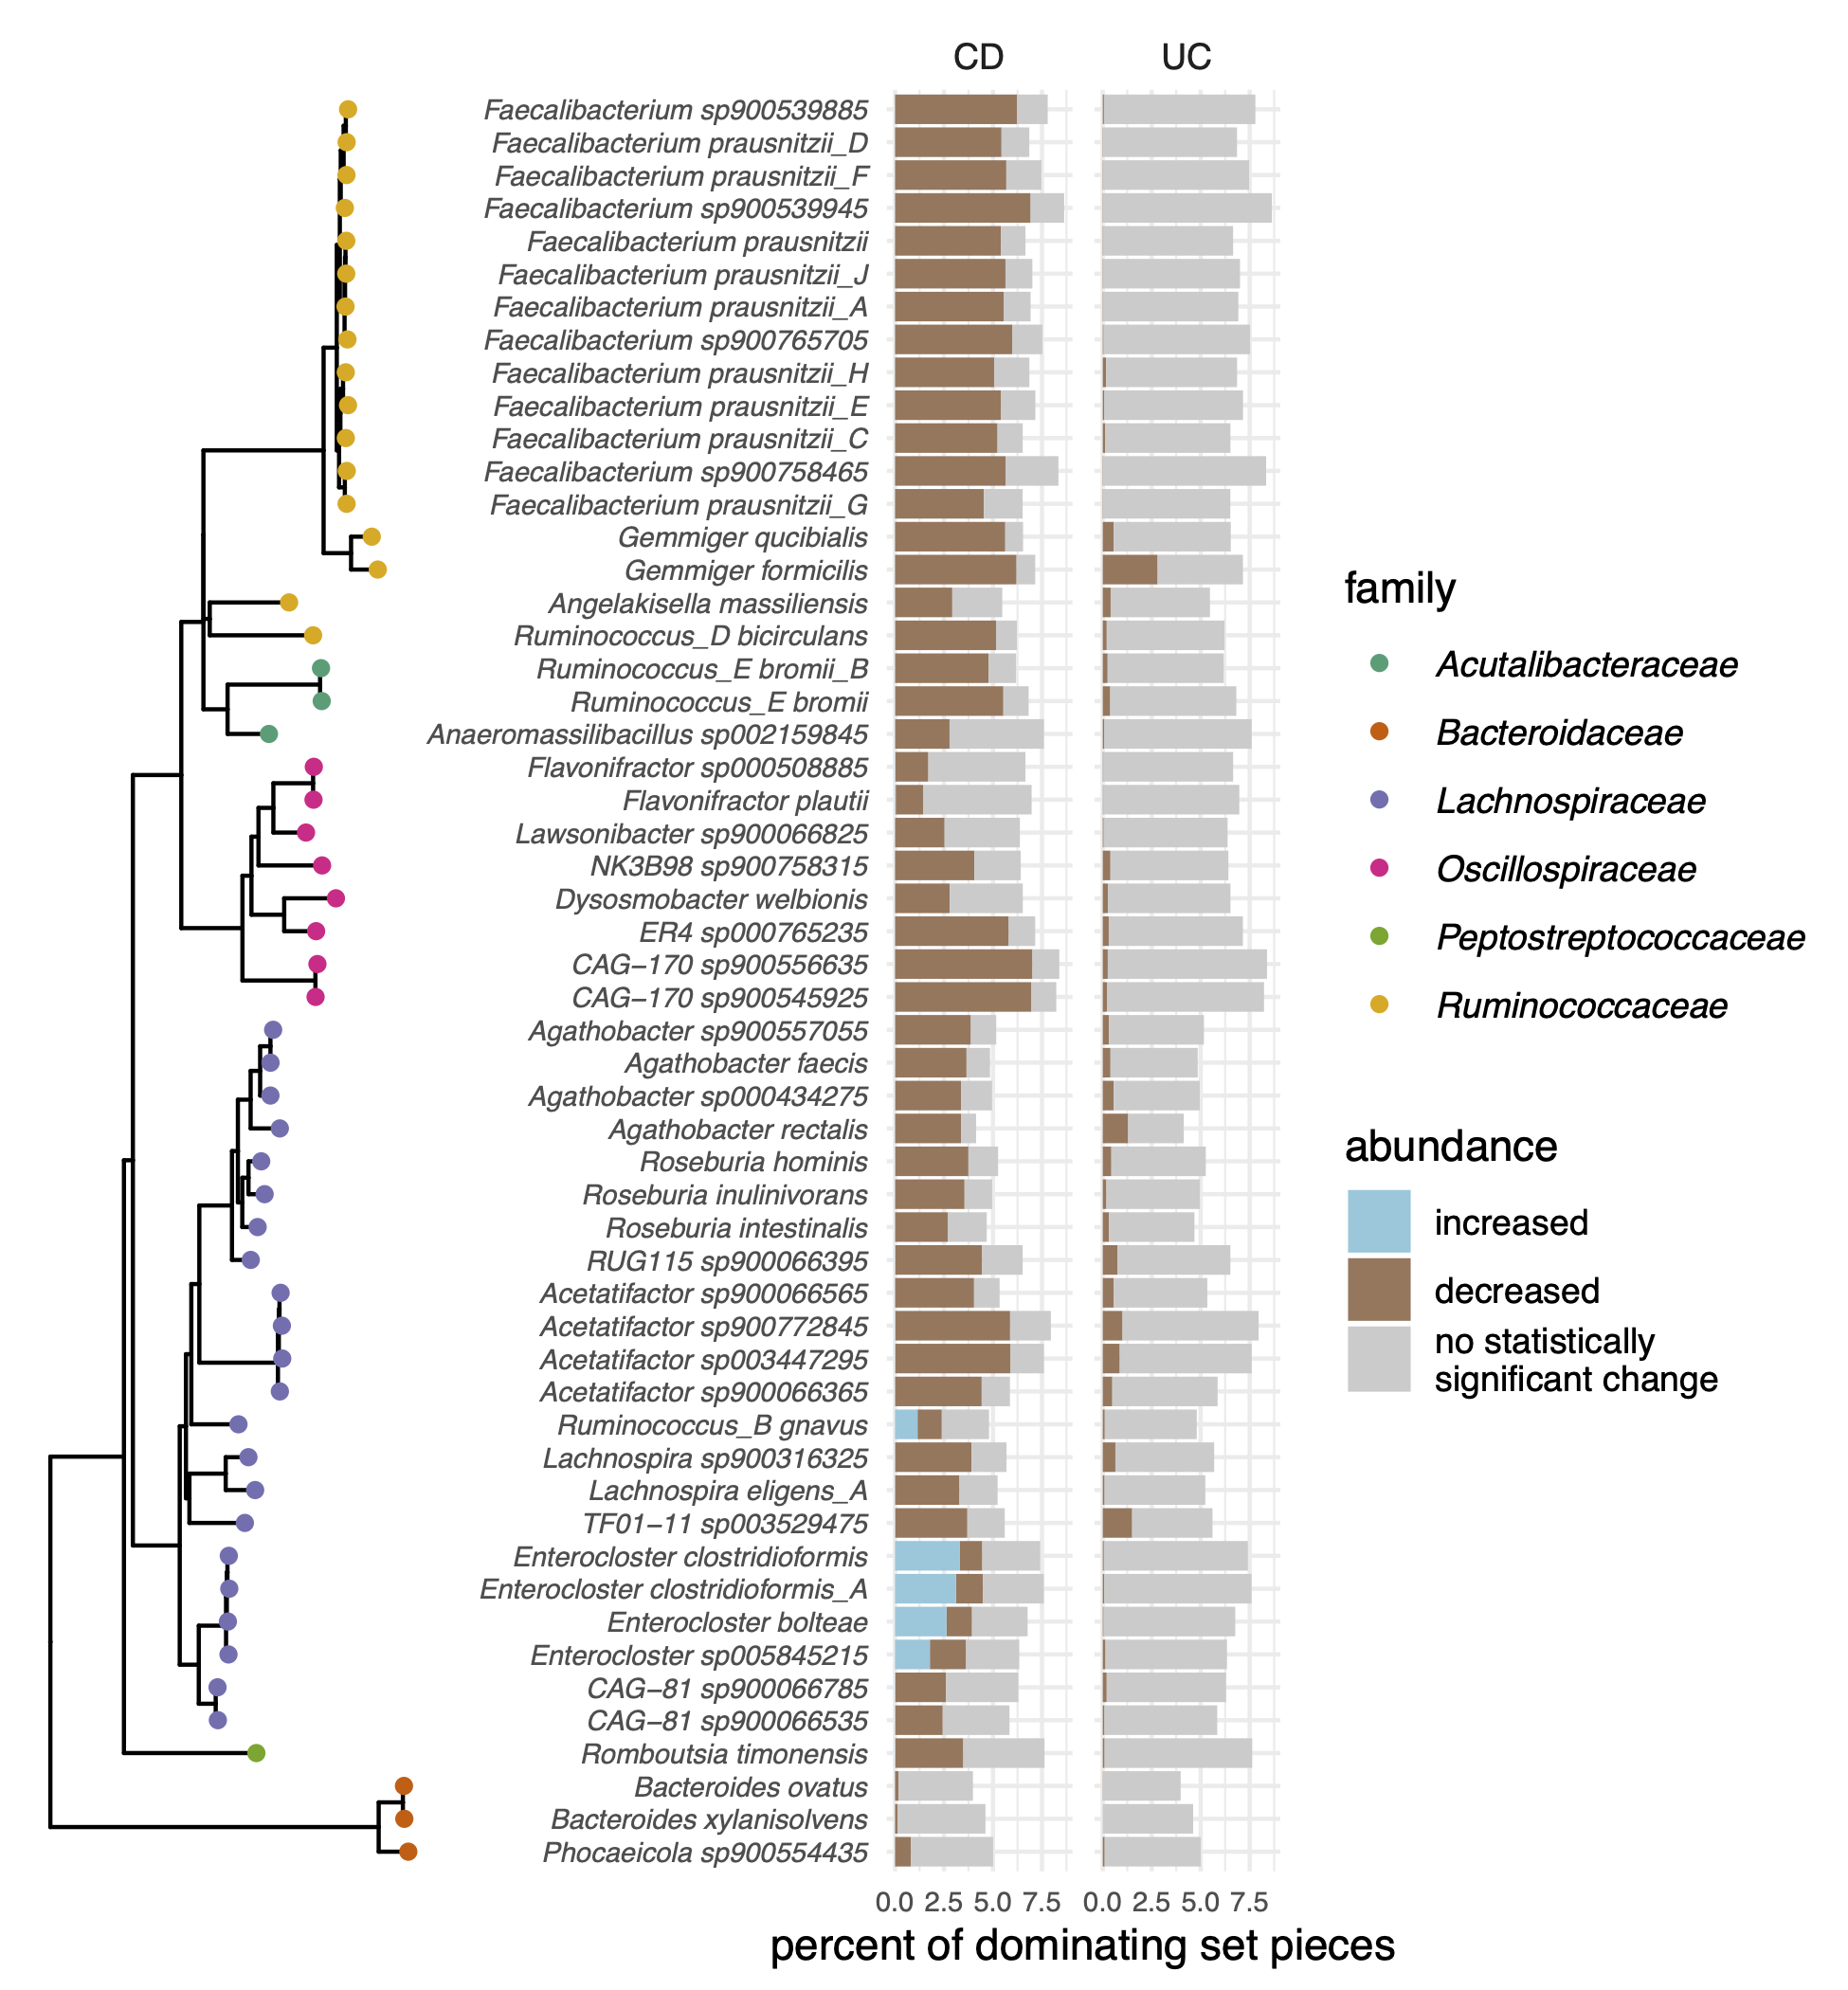 CD
UC
Faecalibacterium sp900539885
Faecalibacterium prausnitzii_D
Faecalibacterium prausnitzii_F
Faecalibacterium sp900539945
Faecalibacterium prausnitzii
Faecalibacterium prausnitzii_J
Faecalibacterium prausnitzii_A
Faecalibacterium sp900765705
Faecalibacterium prausnitzii_H
Faecalibacterium prausnitzii_E
Faecalibacterium prausnitzii_C
Faecalibacterium sp900758465
Faecalibacterium prausnitzii_G
Gemmiger qucibialis
Gemmiger formicilis
Angelakisella massiliensis
Ruminococcus_D bicirculans
Ruminococcus_E bromii_B
Ruminococcus_E bromii
Anaeromassilibacillus sp002159845
Flavonifractor sp000508885
Flavonifractor plautii
Lawsonibacter sp900066825
NK3B98 sp900758315
Dysosmobacter welbionis
ER4 sp000765235
CAG−170 sp900556635
CAG−170 sp900545925
Agathobacter sp900557055
Agathobacter faecis
Agathobacter sp000434275
Agathobacter rectalis
Roseburia hominis
Roseburia inulinivorans
Roseburia intestinalis
RUG115 sp900066395
Acetatifactor sp900066565
Acetatifactor sp900772845
Acetatifactor sp003447295
Acetatifactor sp900066365
Ruminococcus_B gnavus
Lachnospira sp900316325
Lachnospira eligens_A
TF01−11 sp003529475
Enterocloster clostridioformis
Enterocloster clostridioformis_A
Enterocloster bolteae
Enterocloster sp005845215
CAG−81 sp900066785
CAG−81 sp900066535
Romboutsia timonensis
Bacteroides ovatus
Bacteroides xylanisolvens
Phocaeicola sp900554435
0.0 2.5 5.0 7.5 0.0 2.5 5.0 7.5
percent of dominating set pieces
family
Acutalibacteraceae
Bacteroidaceae
Lachnospiraceae
Oscillospiraceae
Peptostreptococcaceae
Ruminococcaceae
abundance
increased
decreased
no statistically
significant change